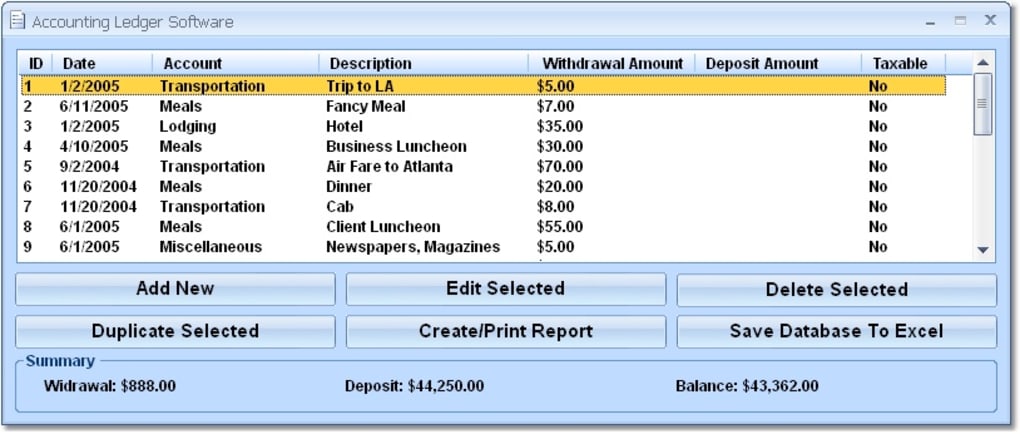 Accounting Ledger Software
ID Date Account Description Withdrawal Amount Deposit Amount Taxable
1 1/2/2005 Transportation Trip to LA $5.00 No
2 6/11/2005 Meals Fancy Meal $7.00 No
3 1/2/2005 Lodging Hotel $35.00 No
4 4/10/2005 Meals Business Luncheon $30.00 No
5 9/2/2004 Transportation Air Fare to Atlanta $70.00 No
6 11/20/2004 Meals Dinner $20.00 No
7 11/20/2004 Transportation Cab $8.00 No
8 6/1/2005 Meals Client Luncheon $55.00 No
9 6/1/2005 Miscellaneous Newspapers, Magazines $5.00 No
Add New Edit Selected Delete Selected
Duplicate Selected Create/Print Report Save Database To Excel
Summary
Widrawal: $888.00 Deposit: $44,250.00 Balance: $43,362.00